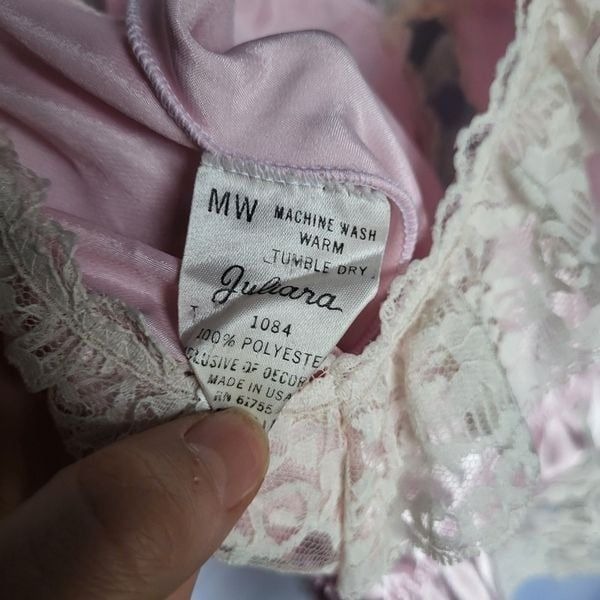 MW MACHINE WASH
WARM
TUMBLE DRY
Juliara
T 1084
100% POLYESTE
CLUSIVE OF DECOR
MADE IN USA
RN 61755